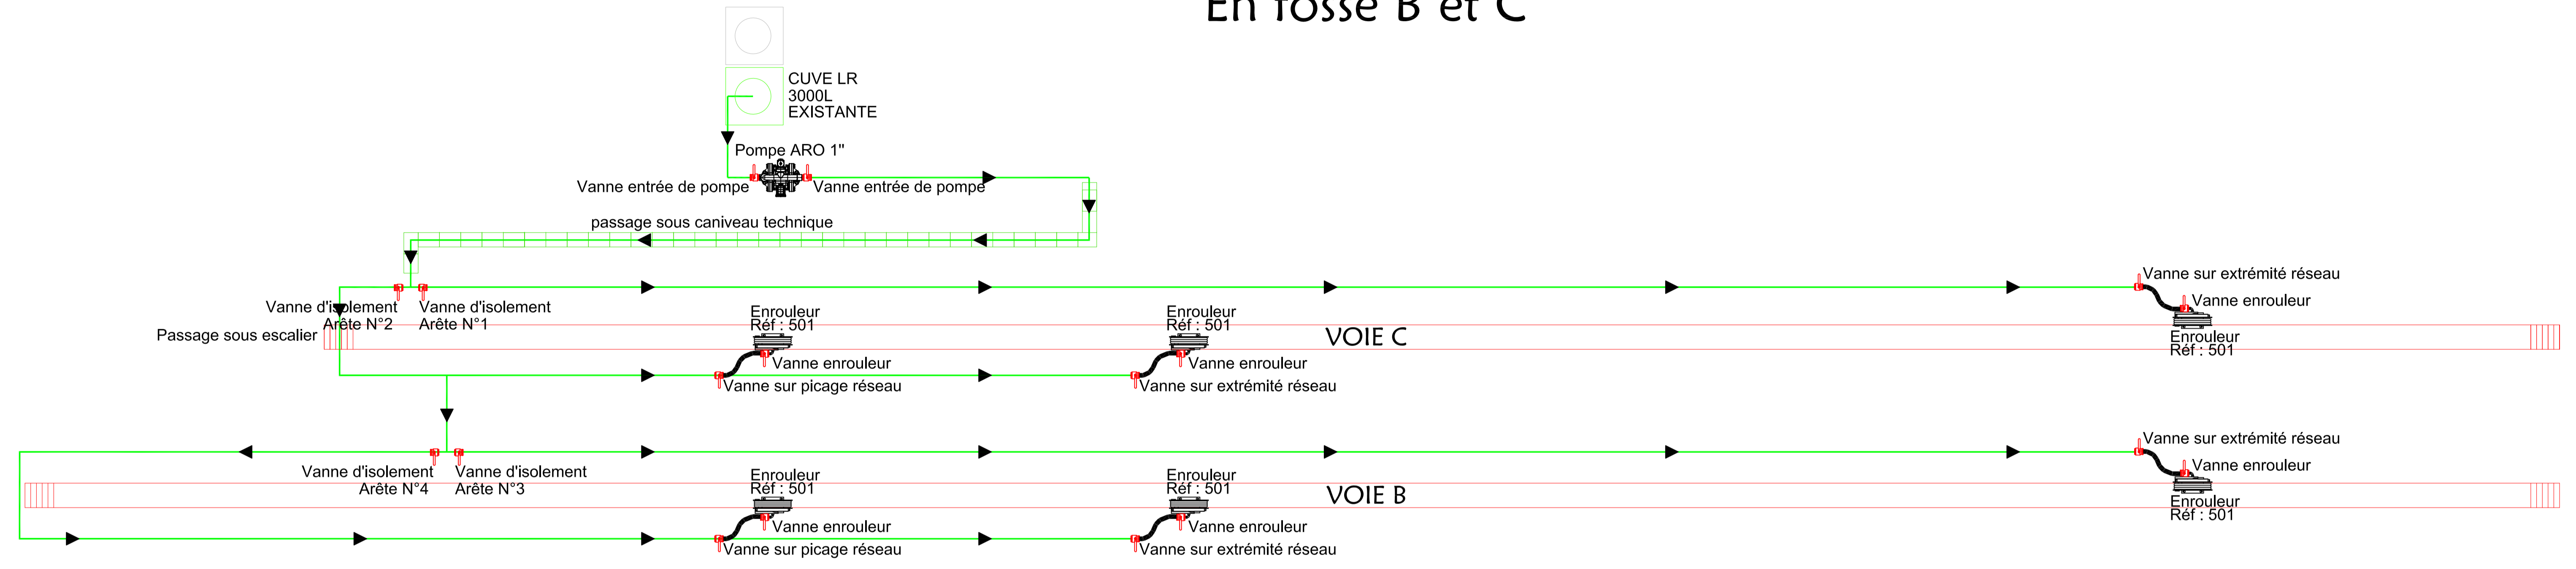 En fosse B et C
CUVE LR
3000L
EXISTANTE
Pompe ARO 1"
Vanne entrée de pompe
Vanne entrée de pompe
passage sous caniveau technique
Vanne sur extrémité réseau
Vanne enrouleur
Vanne d'isolement
Arête N°2
Vanne d'isolement
Arête N°1
Passage sous escalier
Enrouleur
Réf : 501
Enrouleur
Réf : 501
VOIE C
Enrouleur
Réf : 501
Vanne enrouleur
Vanne enrouleur
Vanne sur picage réseau
Vanne sur extrémité réseau
Vanne sur extrémité réseau
Vanne enrouleur
Vanne d'isolement
Arête N°4
Vanne d'isolement
Arête N°3
Enrouleur
Réf : 501
Enrouleur
Réf : 501
VOIE B
Enrouleur
Réf : 501
Vanne enrouleur
Vanne enrouleur
Vanne sur picage réseau
Vanne sur extrémité réseau